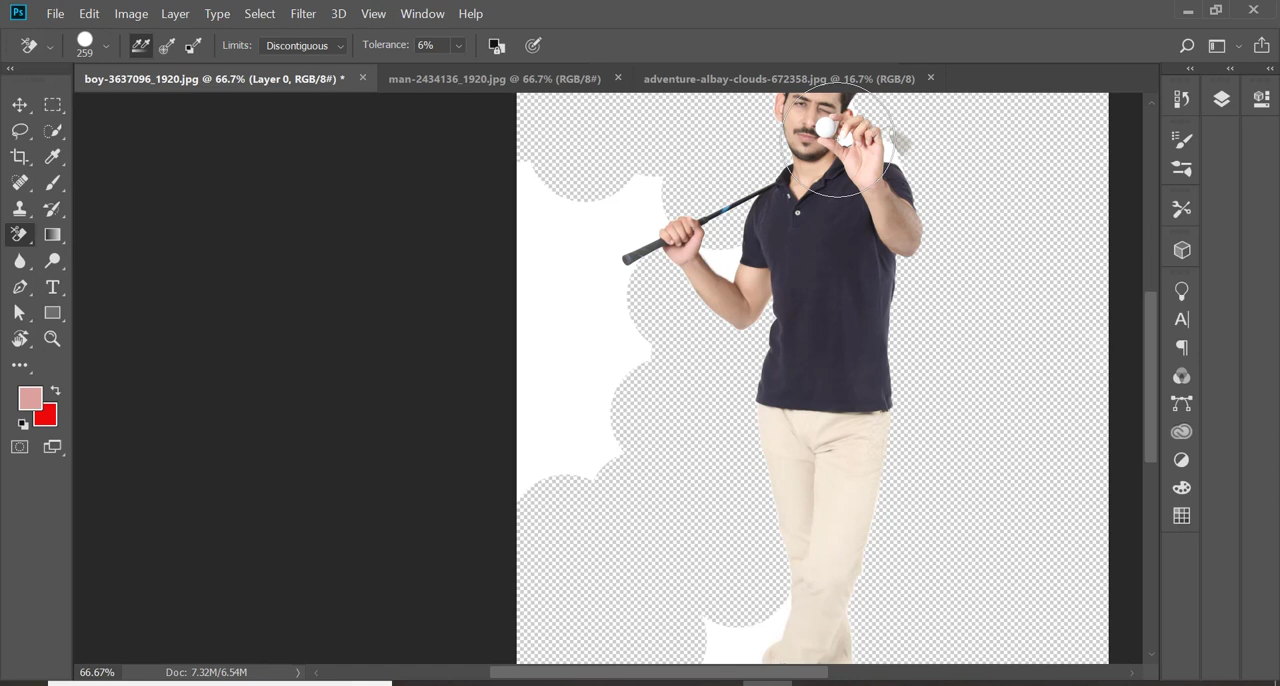 Ps File Edit Image Layer Type Select Filter 3D View Window Help
259 Limits: Discontiguous Tolerance: 6%
boy-3637096_1920.jpg @ 66.7% (Layer 0, RGB/8#) * man-2434136_1920.jpg @ 66.7% (RGB/8#) adventure-albay-clouds-672358.jpg @ 16.7% (RGB/8)
66.67% Doc: 7.32M/6.54M